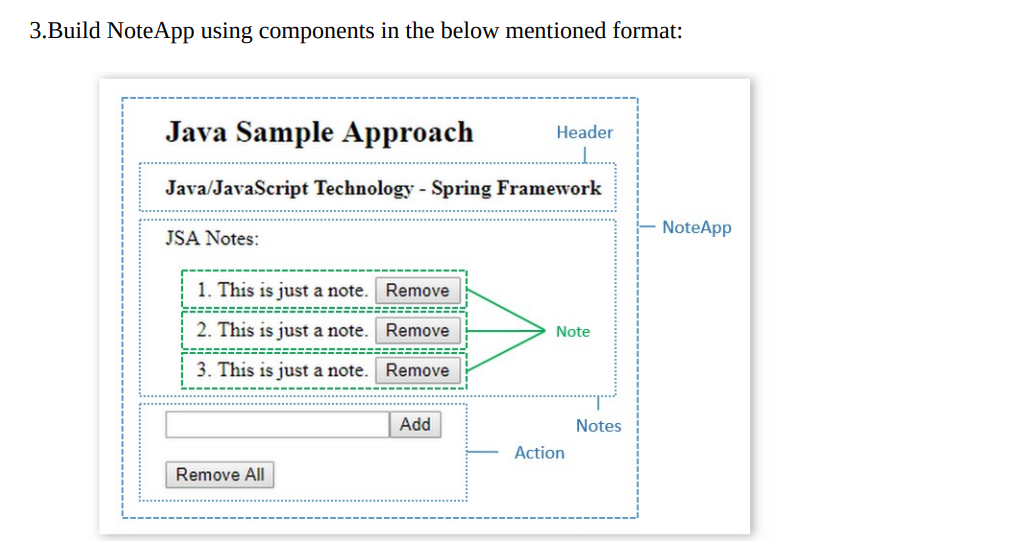 3.Build NoteApp using components in the below mentioned format:
Java Sample Approach
Header
Java/JavaScript Technology - Spring Framework
NoteApp
JSA Notes:
1. This is just a note. Remove
2. This is just a note. Remove
Note
3. This is just a note. Remove
Add
Notes
Action
Remove All